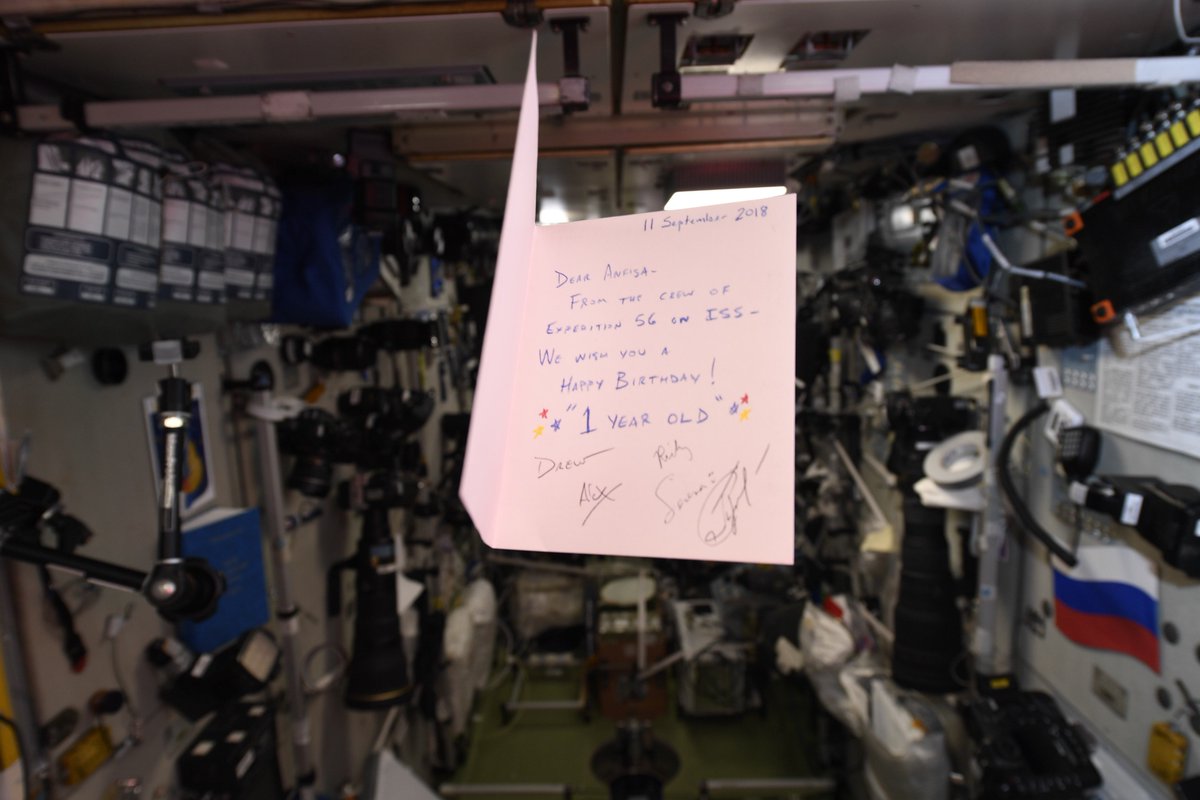 11 September 2018
DEAR ANFISA-
FROM THE CREW OF
EXPEDITION 56 ON ISS-
WE WISH YOU A
HAPPY BIRTHDAY!
"1 YEAR OLD"
DREW
Ricky
Alex
Serena